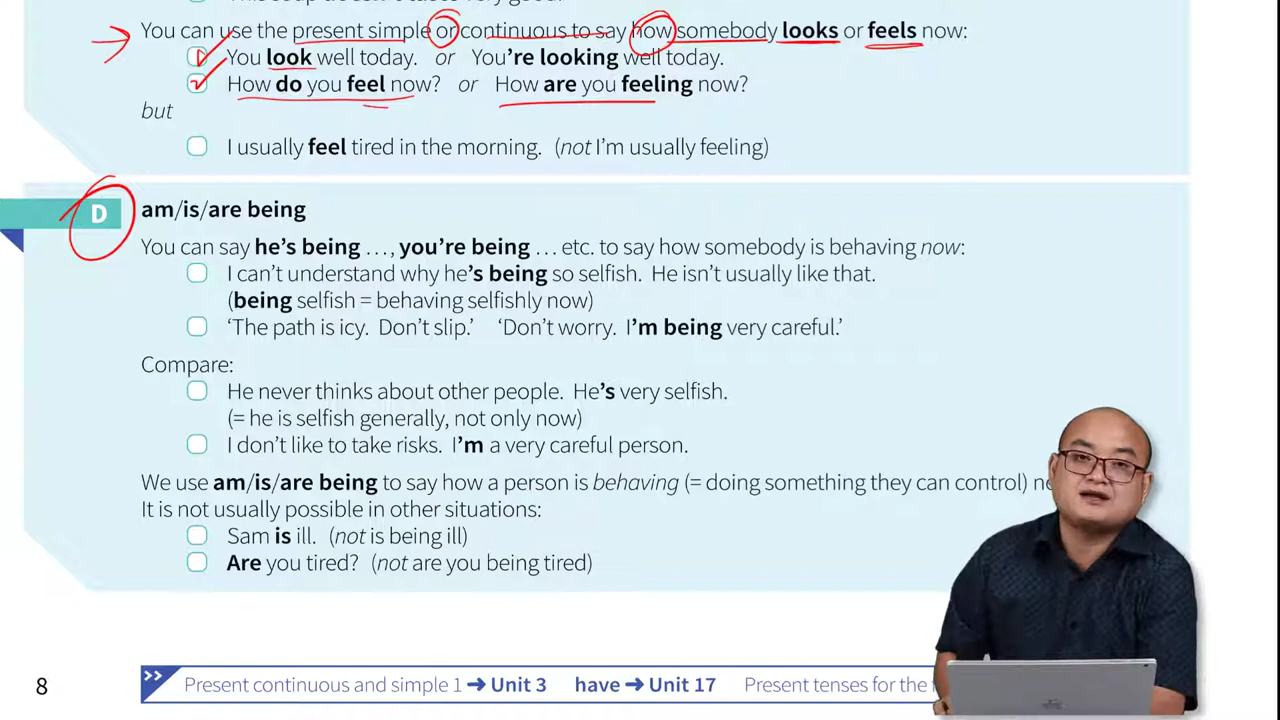 You can use the present simple or continuous to say how somebody looks or feels now:
You look well today. or You're looking well today.
How do you feel now? or How are you feeling now?
but
I usually feel tired in the morning. (not I'm usually feeling)
D am/is/are being
You can say he's being …, you're being … etc. to say how somebody is behaving now:
I can't understand why he's being so selfish. He isn't usually like that.
(being selfish = behaving selfishly now)
'The path is icy. Don't slip.' 'Don't worry. I'm being very careful.'
Compare:
He never thinks about other people. He's very selfish.
(= he is selfish generally, not only now)
I don't like to take risks. I'm a very careful person.
We use am/is/are being to say how a person is behaving (= doing something they can control)
It is not usually possible in other situations:
Sam is ill. (not is being ill)
Are you tired? (not are you being tired)
8
Present continuous and simple 1 ➜ Unit 3 have ➜ Unit 17 Present tenses for the